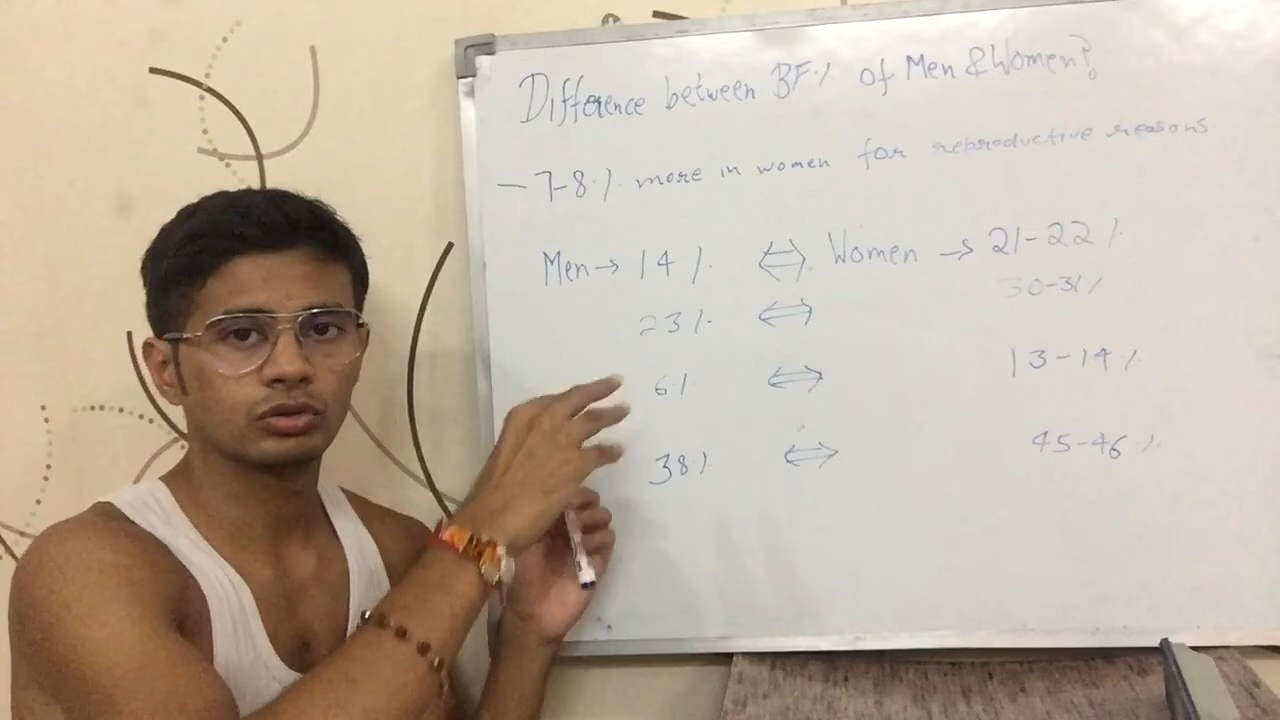 Difference between BF% of Men & Women?
- 7-8% more in women for reproductive reasons
Men → 14% ⇔ Women → 21-22%
23% ⇔ 30-31%
6% ⇔ 13-14%
38% ⇔ 45-46%